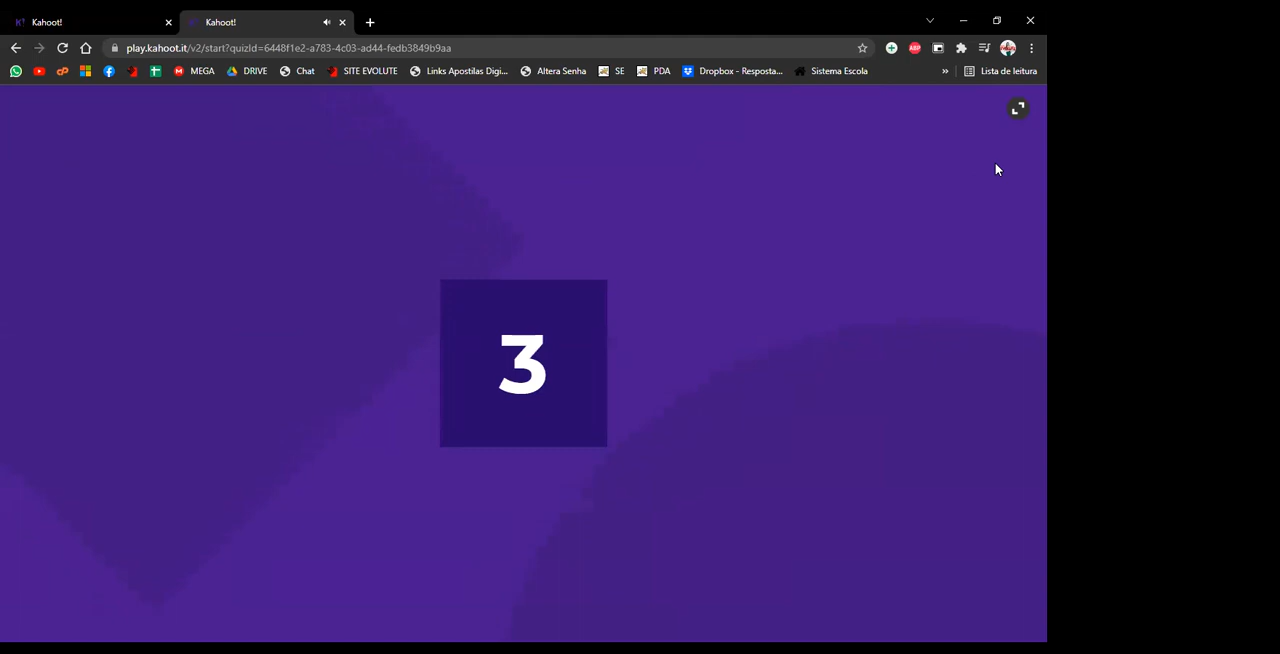 Kahoot!
Kahoot!
play.kahoot.it/v2/start?quizId=6448f1e2-a783-4c03-ad44-fedb3849b9aa
MEGA DRIVE Chat SITE EVOLUTE Links Apostilas Digi... Altera Senha SE PDA Dropbox - Resposta... Sistema Escola » Lista de leitura
3